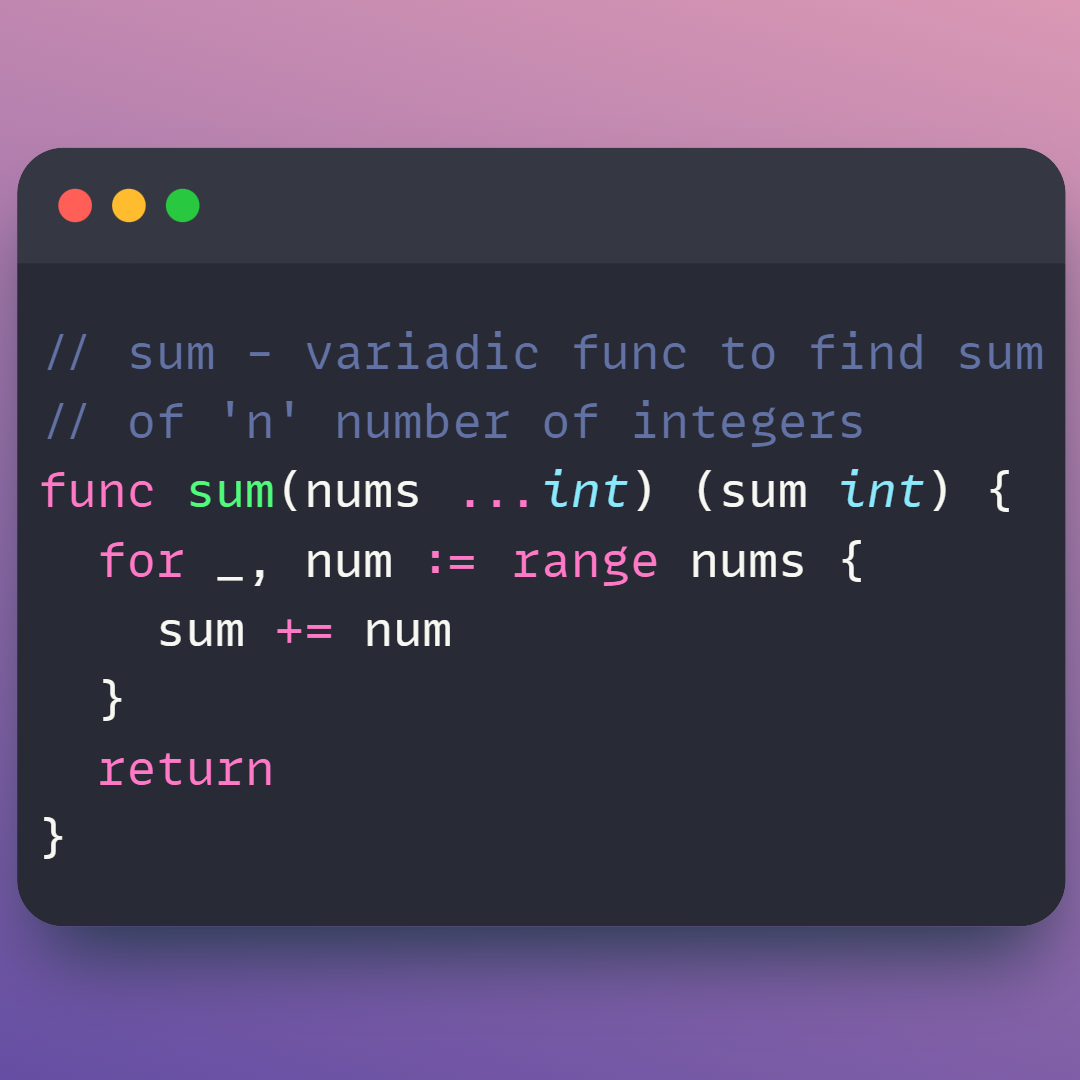 // sum – variadic func to find sum
// of 'n' number of integers
func sum(nums ...int) (sum int) {
  for _, num := range nums {
    sum += num
  }
  return
}